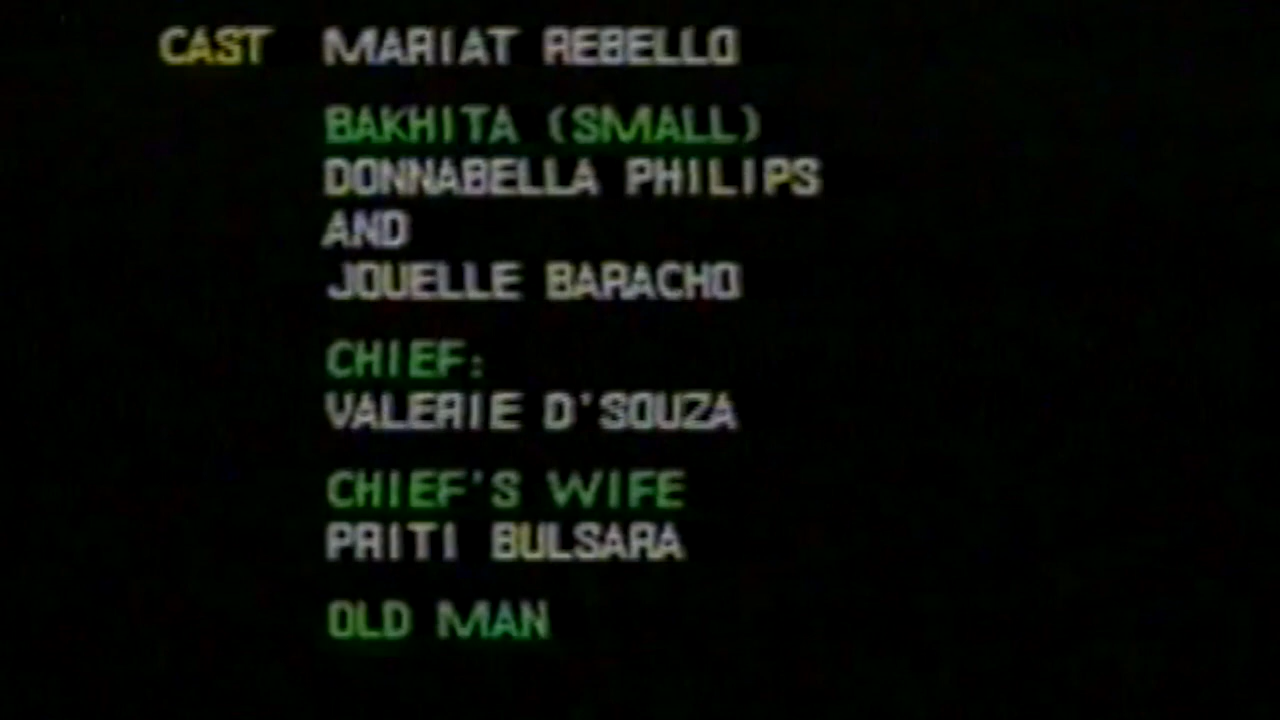 CAST MARIAT REBELLO
BAKHITA (SMALL)
DONNABELLA PHILIPS
AND
JOUELLE BARACHO
CHIEF:
VALERIE D'SOUZA
CHIEF'S WIFE
PRITI BULSARA
OLD MAN